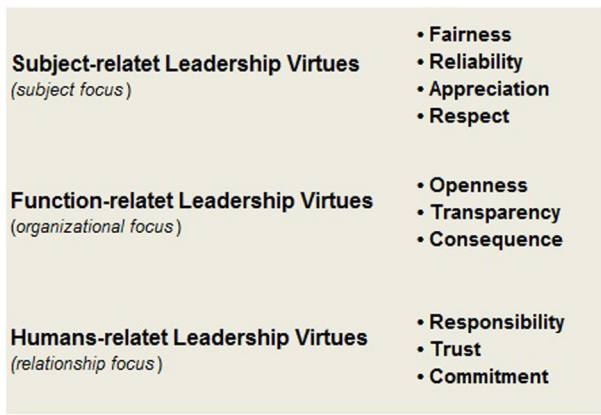 Subject-relatet Leadership Virtues
(subject focus)
• Fairness
• Reliability
• Appreciation
• Respect
Function-relatet Leadership Virtues
(organizational focus)
• Openness
• Transparency
• Consequence
Humans-relatet Leadership Virtues
(relationship focus)
• Responsibility
• Trust
• Commitment